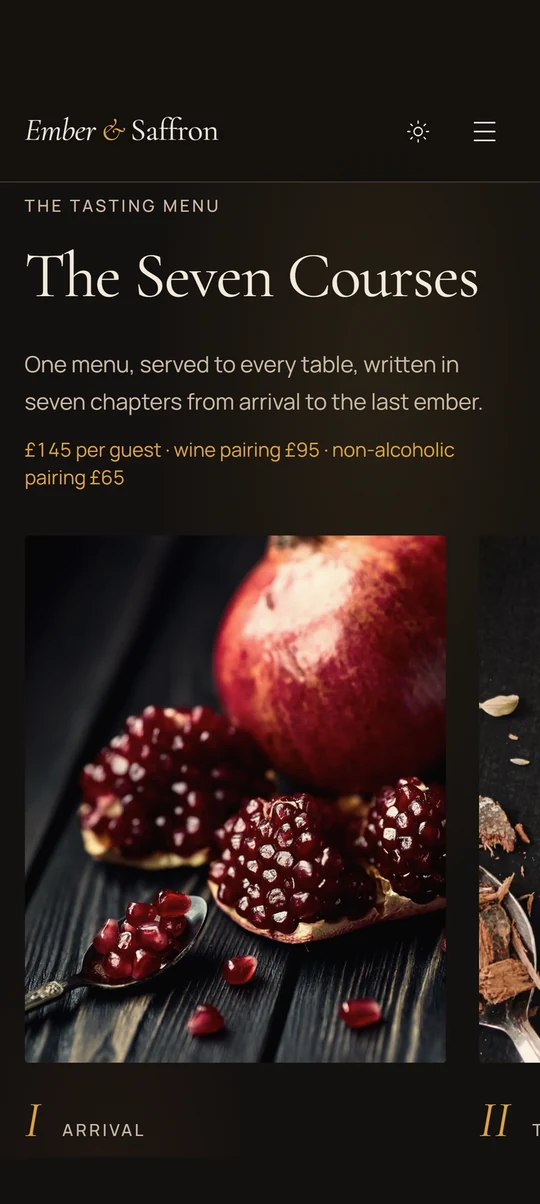 Ember & Saffron
THE TASTING MENU
The Seven Courses
One menu, served to every table, written in
seven chapters from arrival to the last ember.
£145 per guest · wine pairing £95 · non-alcoholic
pairing £65
I ARRIVAL
II T